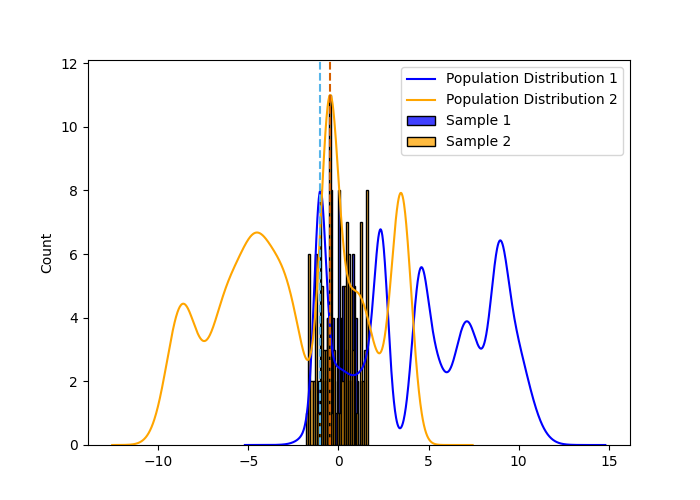 12
10
8
6
4
2
0
Count
−10
−5
0
5
10
15
Population Distribution 1
Population Distribution 2
Sample 1
Sample 2